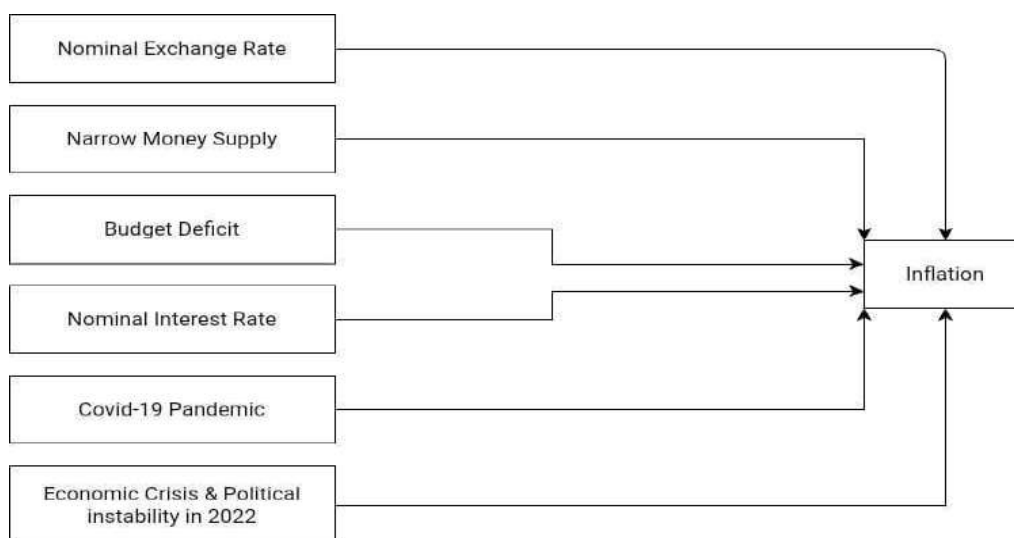 Nominal Exchange Rate
Narrow Money Supply
Budget Deficit
Nominal Interest Rate
Covid-19 Pandemic
Economic Crisis & Political
instability in 2022
Inflation